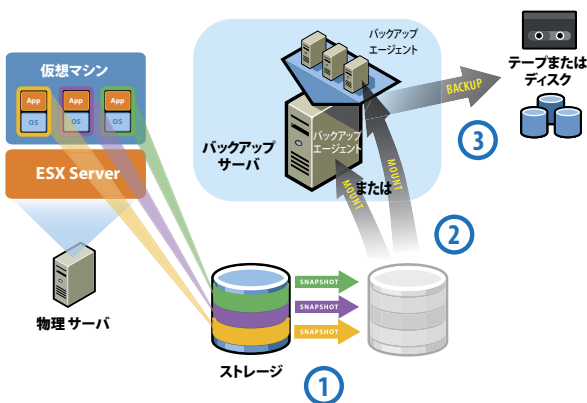 仮想マシン
App
App
App
OS
OS
OS
ESX Server
物理サーバ
バックアップ
エージェント
バックアップ
サーバ
バックアップ
エージェント
または
MOUNT
MOUNT
BACKUP
テープまたは
ディスク
3
2
SNAPSHOT
SNAPSHOT
SNAPSHOT
ストレージ
1